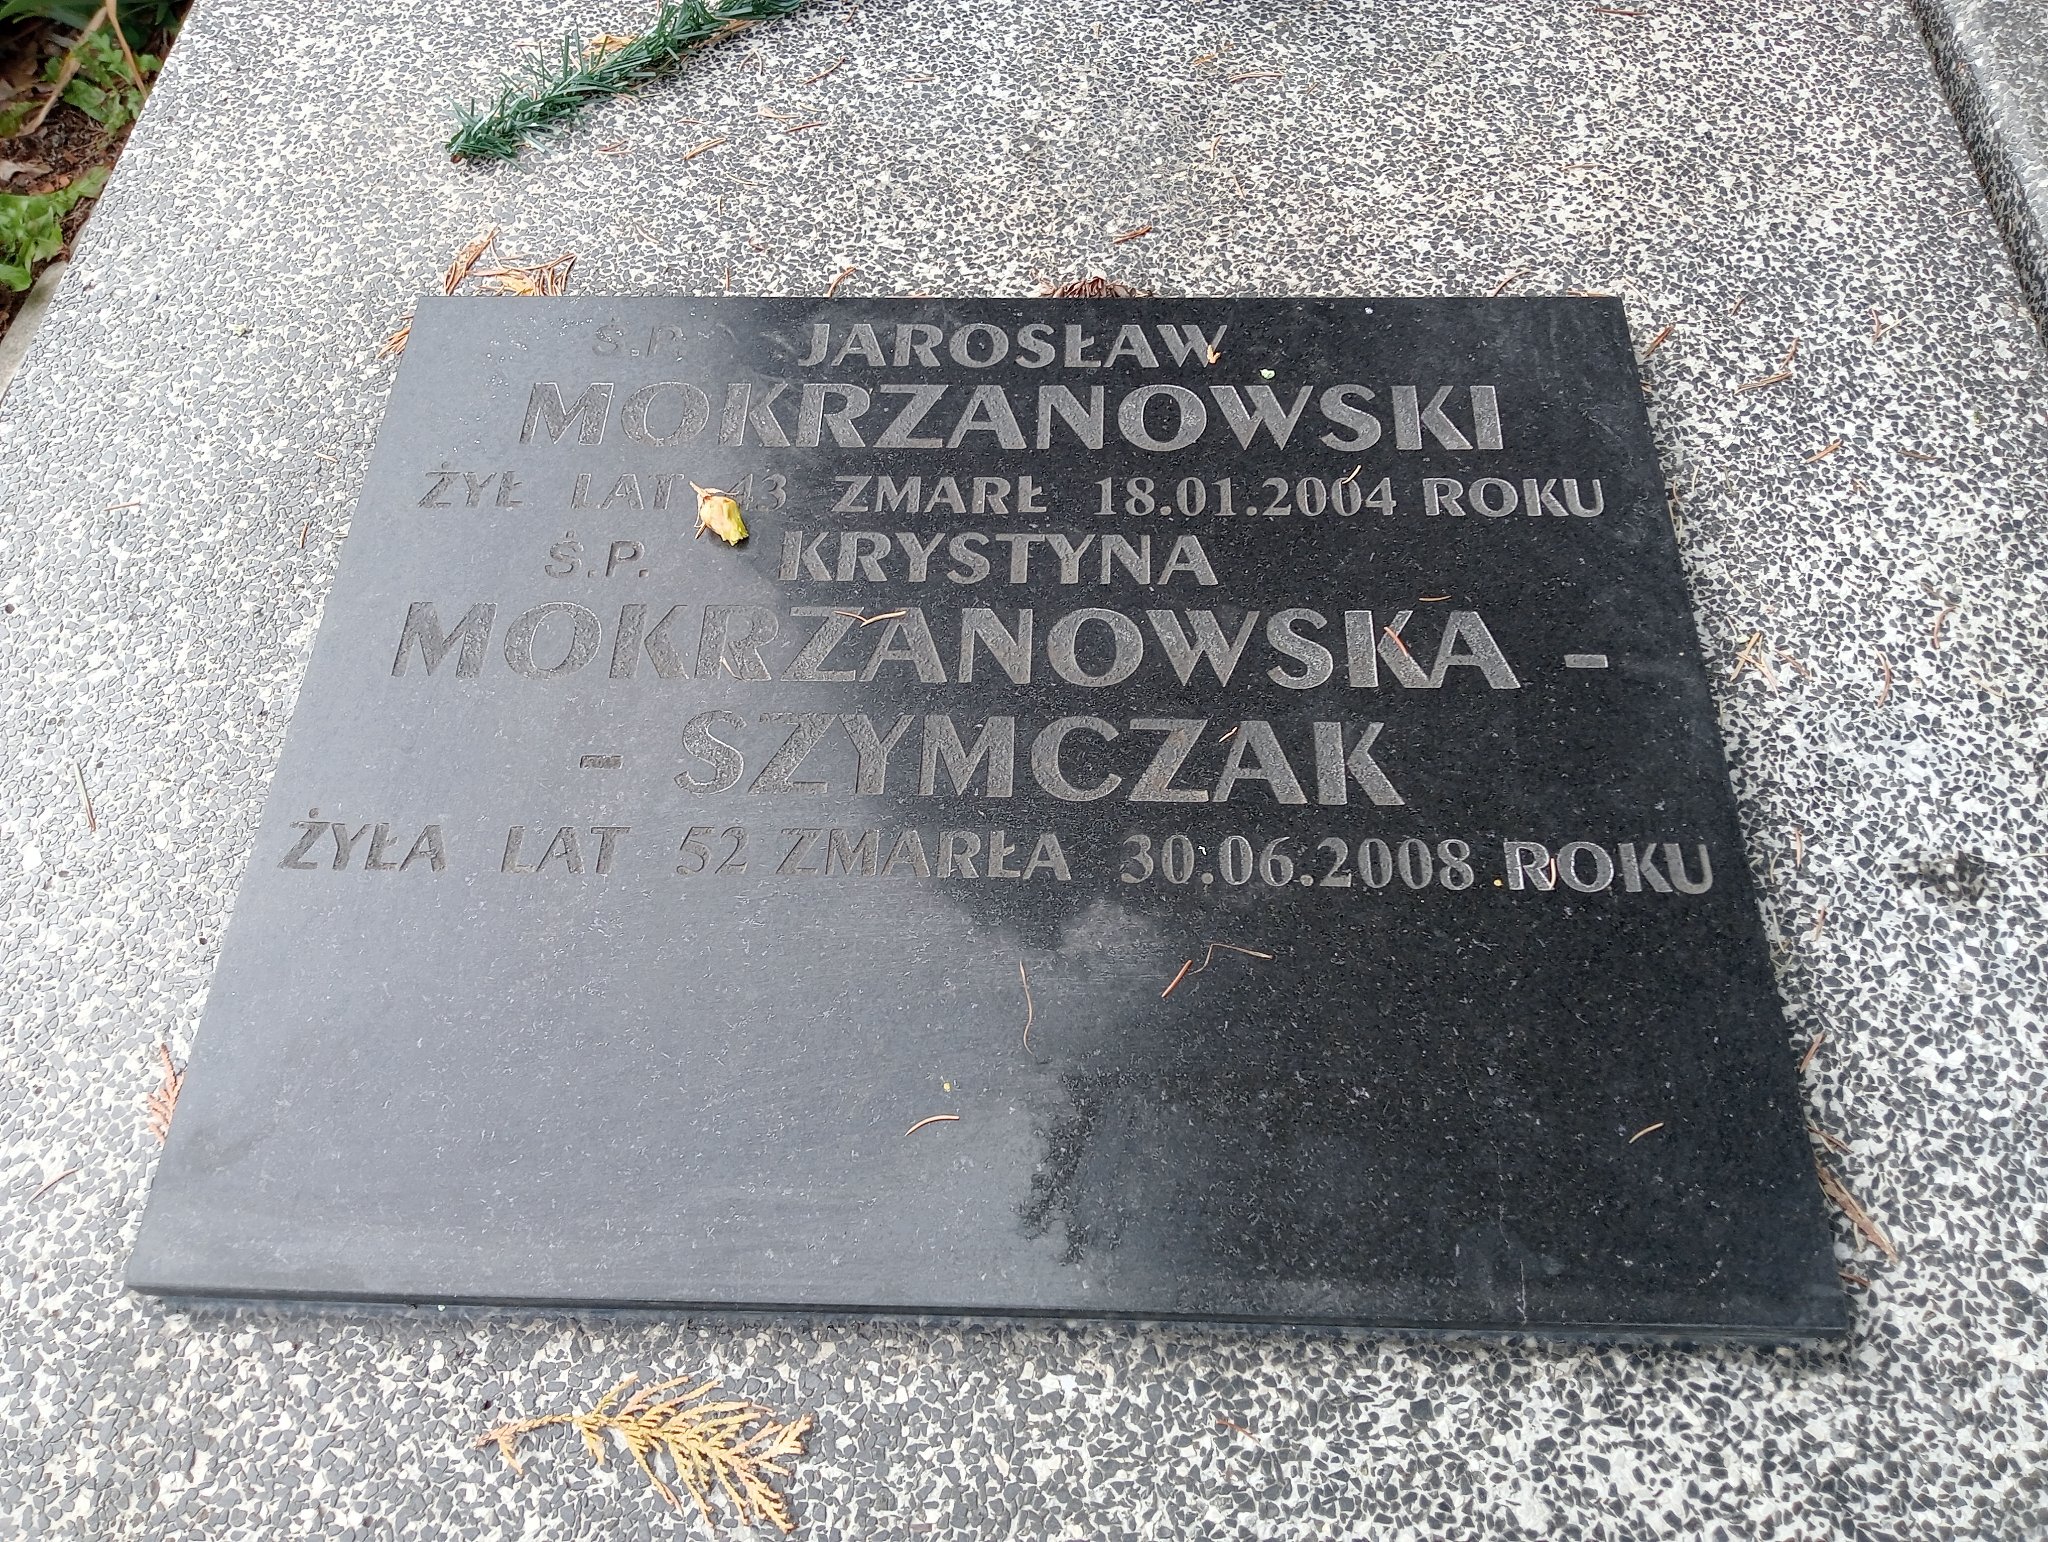 Ś.P. JAROSŁAW
MOKRZANOWSKI
ŻYŁ LAT 43 ZMARŁ 18.01.2004 ROKU
Ś.P. KRYSTYNA
MOKRZANOWSKA -
- SZYMCZAK
ŻYŁA LAT 52 ZMARŁA 30.06.2008 ROKU